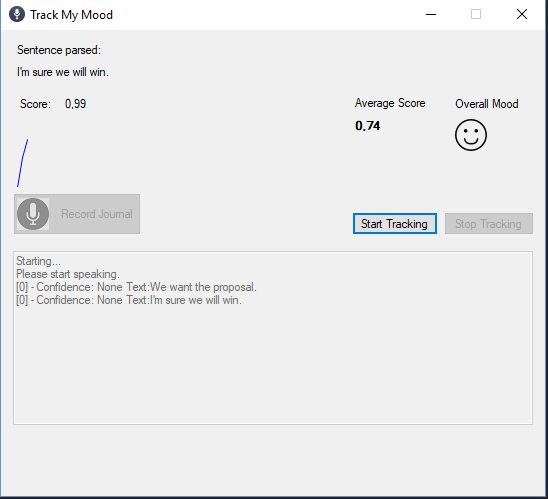 Track My Mood
Sentence parsed:
I'm sure we will win.
Score: 0,99
Average Score
0,74
Overall Mood
Record Journal
Start Tracking
Stop Tracking
Starting...
Please start speaking.
[0] - Confidence: None Text:We want the proposal.
[0] - Confidence: None Text:I'm sure we will win.